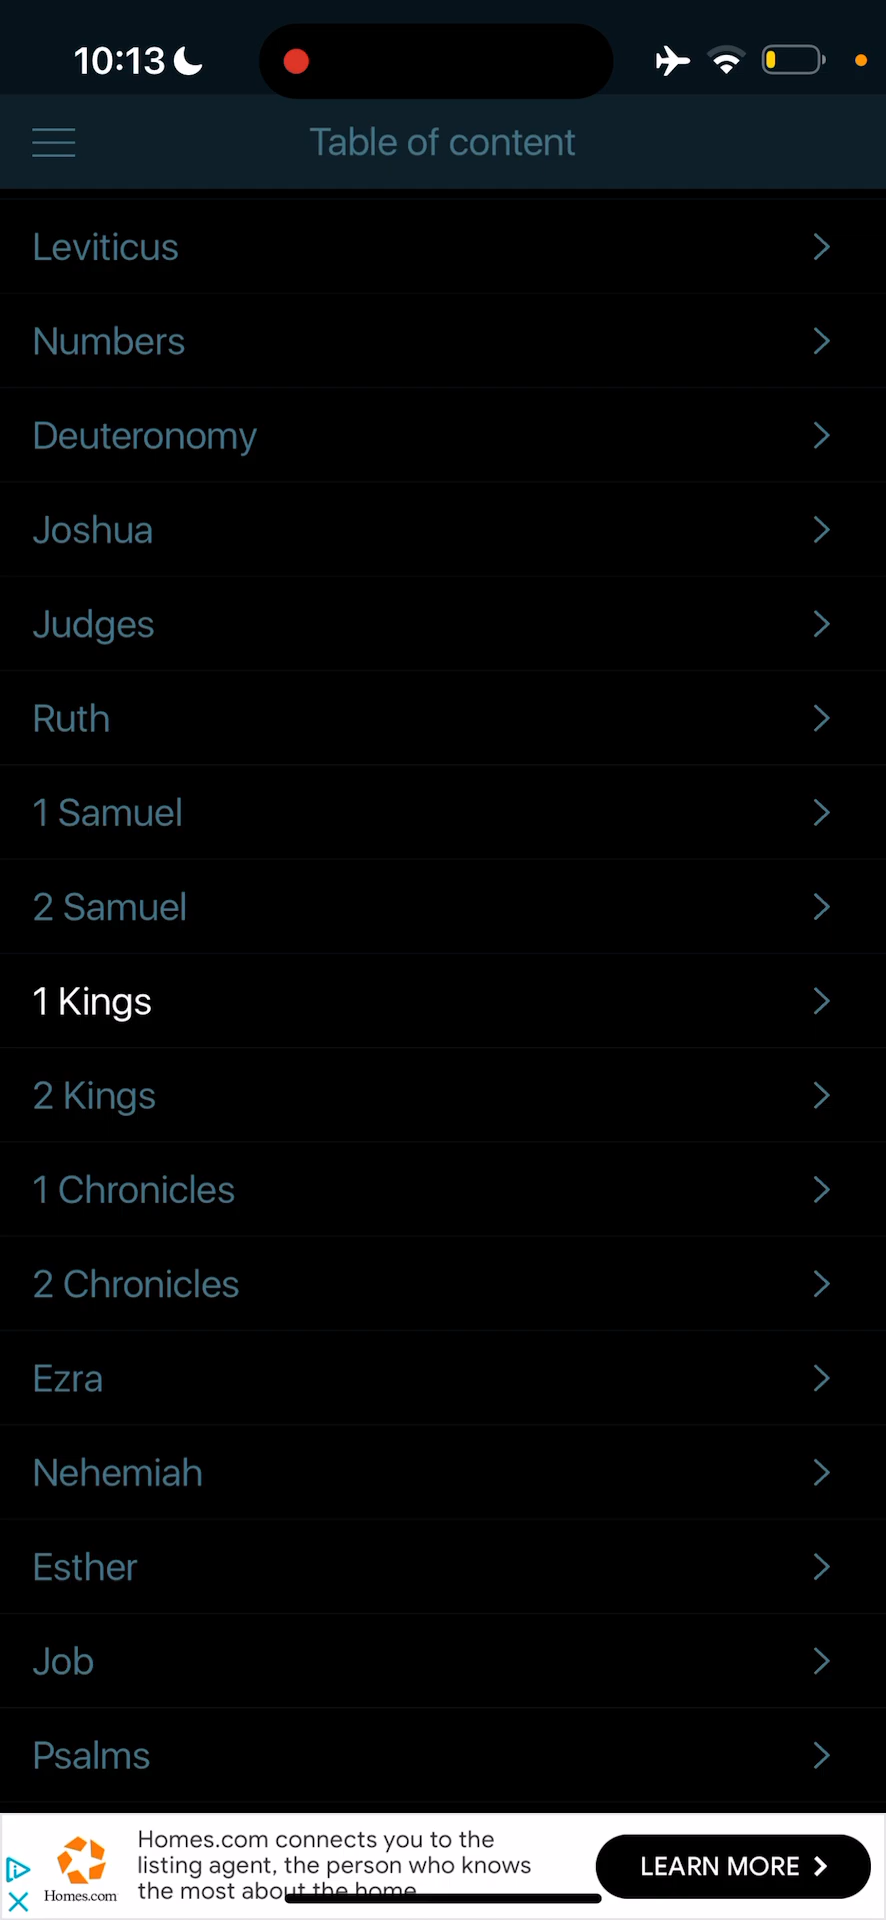 10:13
Table of content
Leviticus
Numbers
Deuteronomy
Joshua
Judges
Ruth
1 Samuel
2 Samuel
1 Kings
2 Kings
1 Chronicles
2 Chronicles
Ezra
Nehemiah
Esther
Job
Psalms
Homes.com connects you to the
listing agent, the person who knows
the most about the home.
Homes.com
LEARN MORE